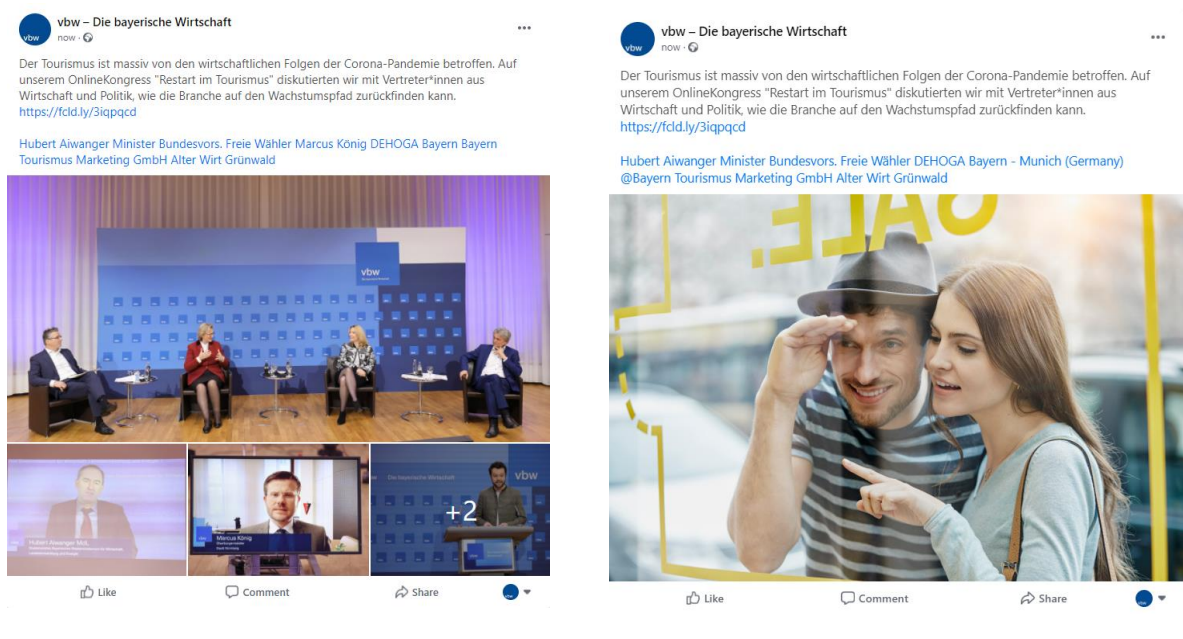 vbw – Die bayerische Wirtschaft
now
vbw
Der Tourismus ist massiv von den wirtschaftlichen Folgen der Corona-Pandemie betroffen. Auf
unserem OnlineKongress "Restart im Tourismus" diskutierten wir mit Vertreter*innen aus
Wirtschaft und Politik, wie die Branche auf den Wachstumspfad zurückfinden kann.
https://fcld.ly/3iqpqcd
Hubert Aiwanger Minister Bundesvors. Freie Wähler Marcus König DEHOGA Bayern Bayern
Tourismus Marketing GmbH Alter Wirt Grünwald
vbw
Hubert Aiwanger MdL
Marcus König
Die bayerische Wirtschaft
vbw
+2
Like
Comment
Share
vbw
vbw – Die bayerische Wirtschaft
now
vbw
Der Tourismus ist massiv von den wirtschaftlichen Folgen der Corona-Pandemie betroffen. Auf
unserem OnlineKongress "Restart im Tourismus" diskutierten wir mit Vertreter*innen aus
Wirtschaft und Politik, wie die Branche auf den Wachstumspfad zurückfinden kann.
https://fcld.ly/3iqpqcd
Hubert Aiwanger Minister Bundesvors. Freie Wähler DEHOGA Bayern - Munich (Germany)
@Bayern Tourismus Marketing GmbH Alter Wirt Grünwald
SALE.
Like
Comment
Share
vbw